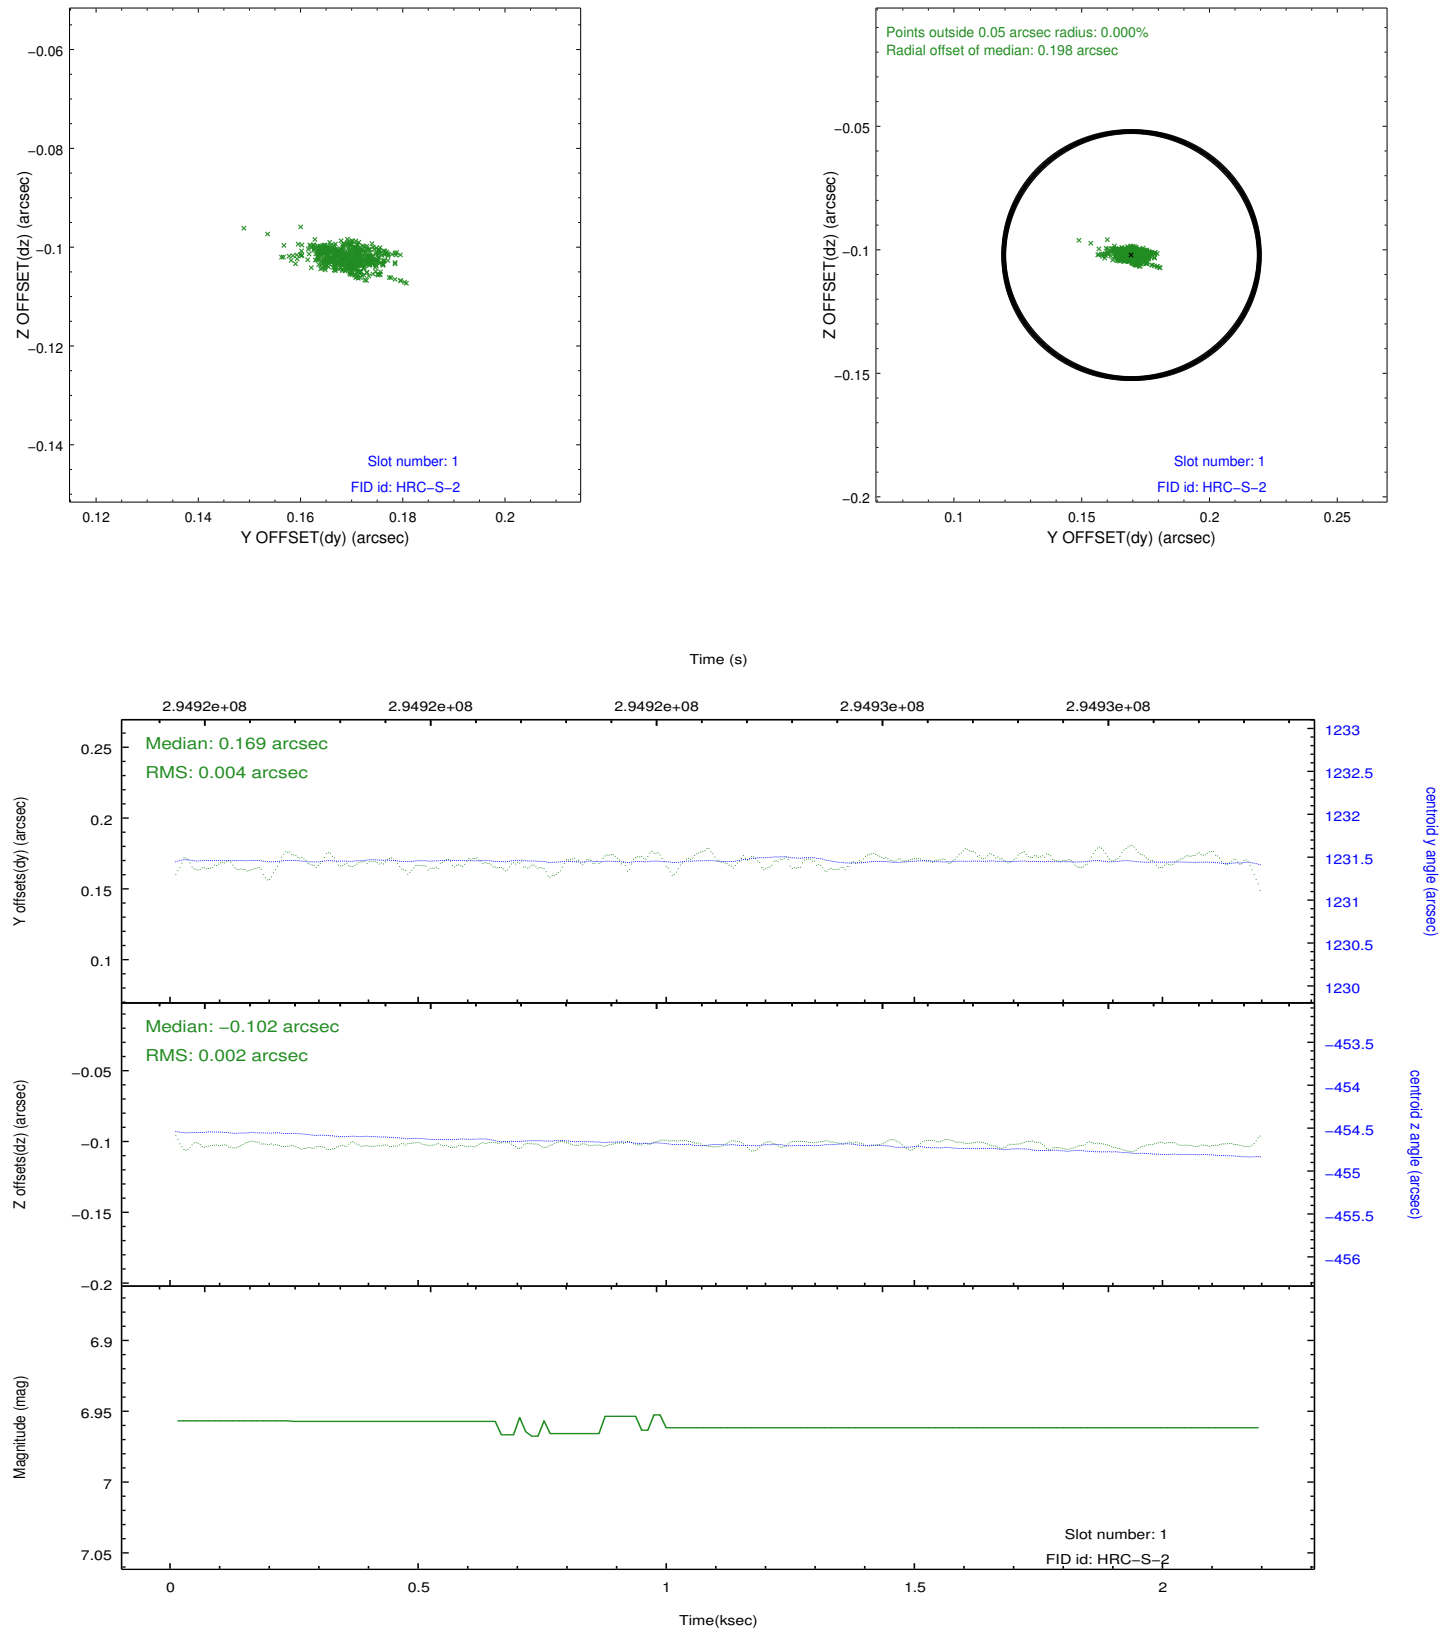 −0.06
−0.08
−0.1
−0.12
−0.14
Z OFFSET(dz) (arcsec)
Slot number: 1
FID id: HRC−S−2
0.12 0.14 0.16 0.18 0.2
Y OFFSET(dy) (arcsec)
Points outside 0.05 arcsec radius: 0.000%
Radial offset of median: 0.198 arcsec
−0.05
−0.1
−0.15
−0.2
Z OFFSET(dz) (arcsec)
Slot number: 1
FID id: HRC−S−2
0.1 0.15 0.2 0.25
Y OFFSET(dy) (arcsec)
Time (s)
2.9492e+08 2.9492e+08 2.9492e+08 2.9493e+08 2.9493e+08
Median: 0.169 arcsec
RMS: 0.004 arcsec
0.25
0.2
0.15
0.1
Y offsets(dy) (arcsec)
1233
1232.5
1232
1231.5
1231
1230.5
1230
centroid y angle (arcsec)
Median: −0.102 arcsec
RMS: 0.002 arcsec
−0.05
−0.1
−0.15
−0.2
Z offsets(dz) (arcsec)
−453.5
−454
−454.5
−455
−455.5
−456
centroid z angle (arcsec)
6.9
6.95
7
7.05
Magnitude (mag)
Slot number: 1
FID id: HRC−S−2
0 0.5 1 1.5 2
Time(ksec)